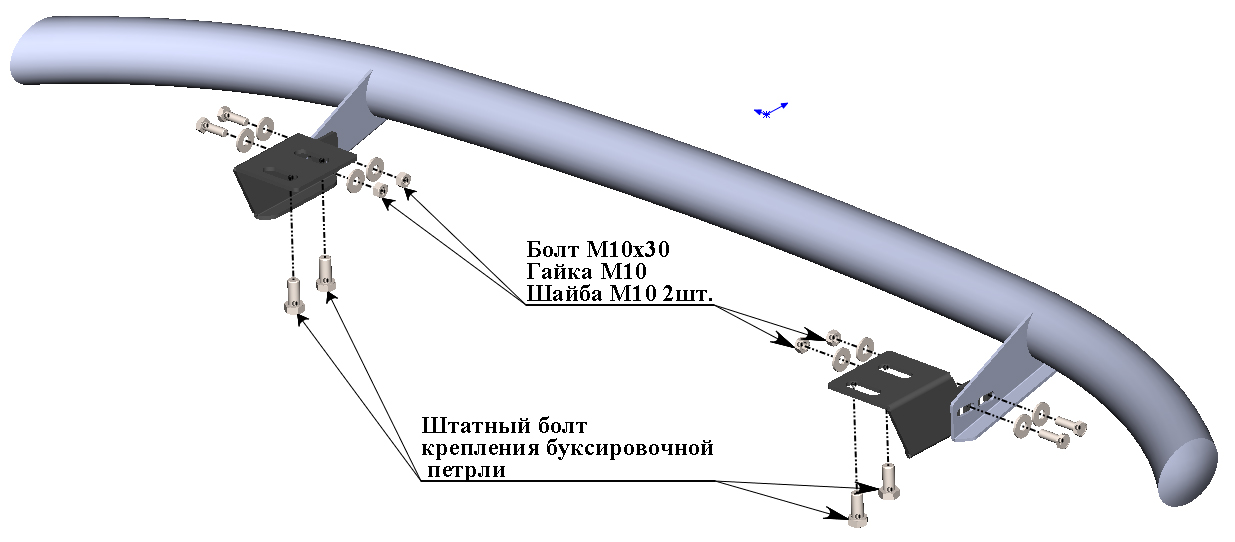 Болт М10х30
Гайка М10
Шайба М10 2шт.
Штатный болт
крепления буксировочной
петрли